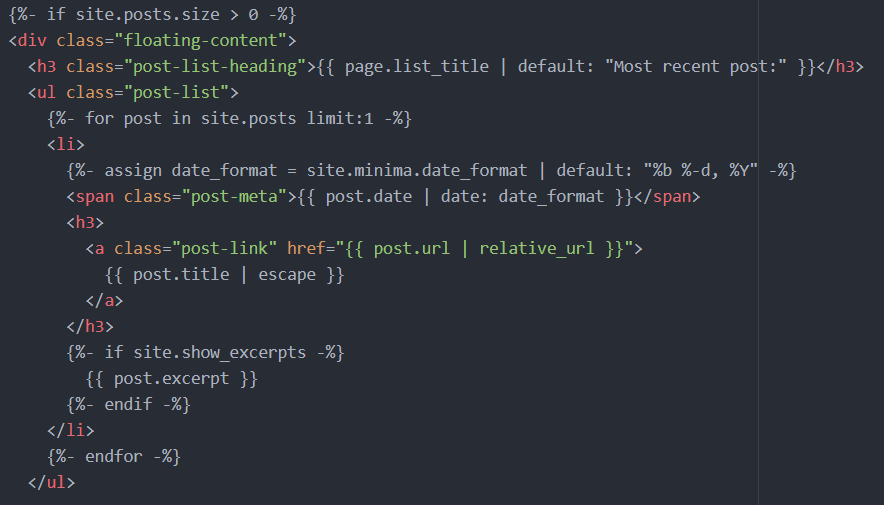 {%- if site.posts.size > 0 -%}
<div class="floating-content">
<h3 class="post-list-heading">{{ page.list_title | default: "Most recent post:" }}</h3>
<ul class="post-list">
{%- for post in site.posts limit:1 -%}
<li>
{%- assign date_format = site.minima.date_format | default: "%b %-d, %Y" -%}
<span class="post-meta">{{ post.date | date: date_format }}</span>
<h3>
<a class="post-link" href="{{ post.url | relative_url }}">
{{ post.title | escape }}
</a>
</h3>
{%- if site.show_excerpts -%}
{{ post.excerpt }}
{%- endif -%}
</li>
{%- endfor -%}
</ul>